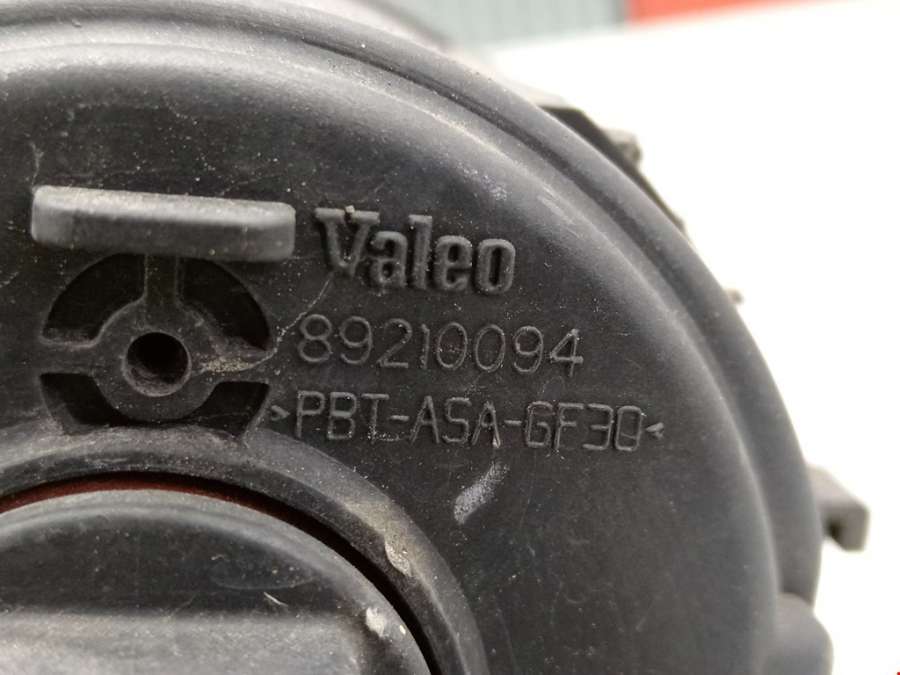 Valeo
89210094
>PBT-ASA-GF30<